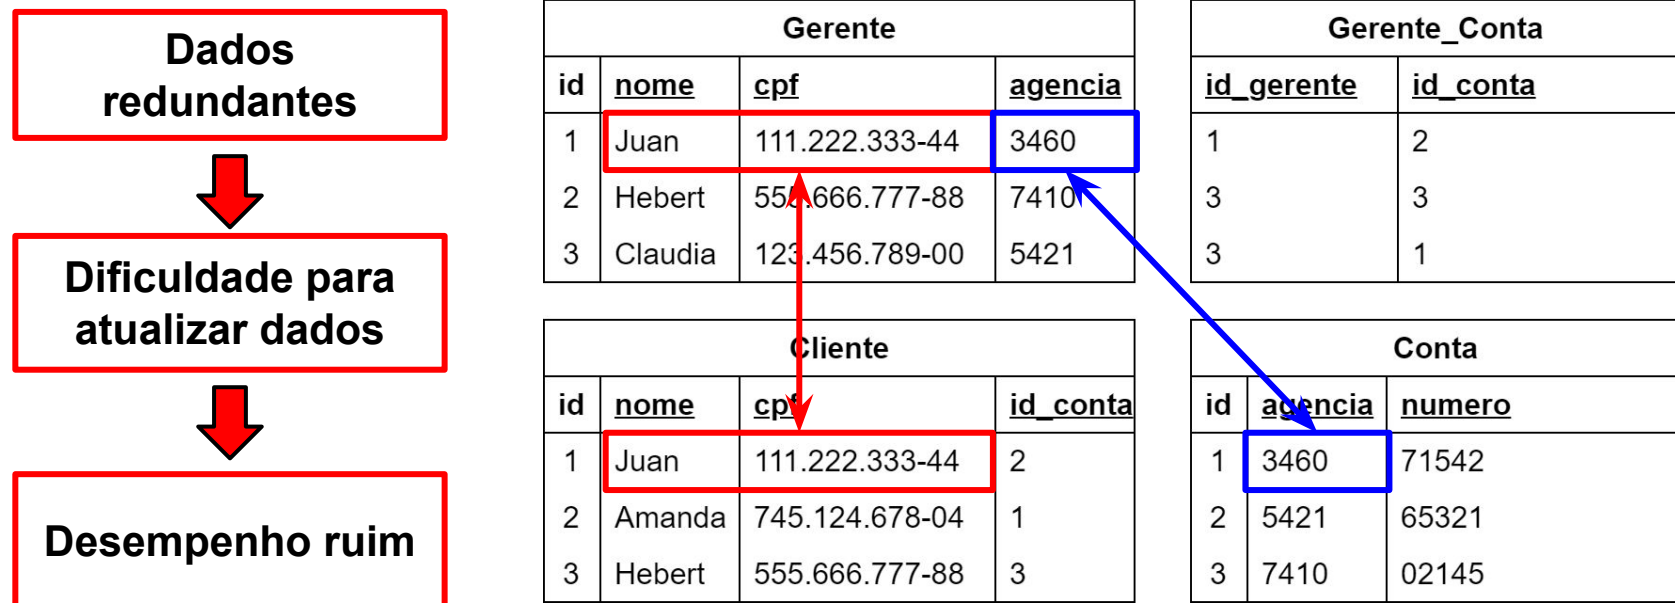 Dados
redundantes
Dificuldade para
atualizar dados
Desempenho ruim
Gerente
id nome cpf agencia
1 Juan 111.222.333-44 3460
2 Hebert 555.666.777-88 7410
3 Claudia 123.456.789-00 5421
Gerente_Conta
id_gerente id_conta
1 2
3 3
3 1
Cliente
id nome cpf id_conta
1 Juan 111.222.333-44 2
2 Amanda 745.124.678-04 1
3 Hebert 555.666.777-88 3
Conta
id agencia numero
1 3460 71542
2 5421 65321
3 7410 02145